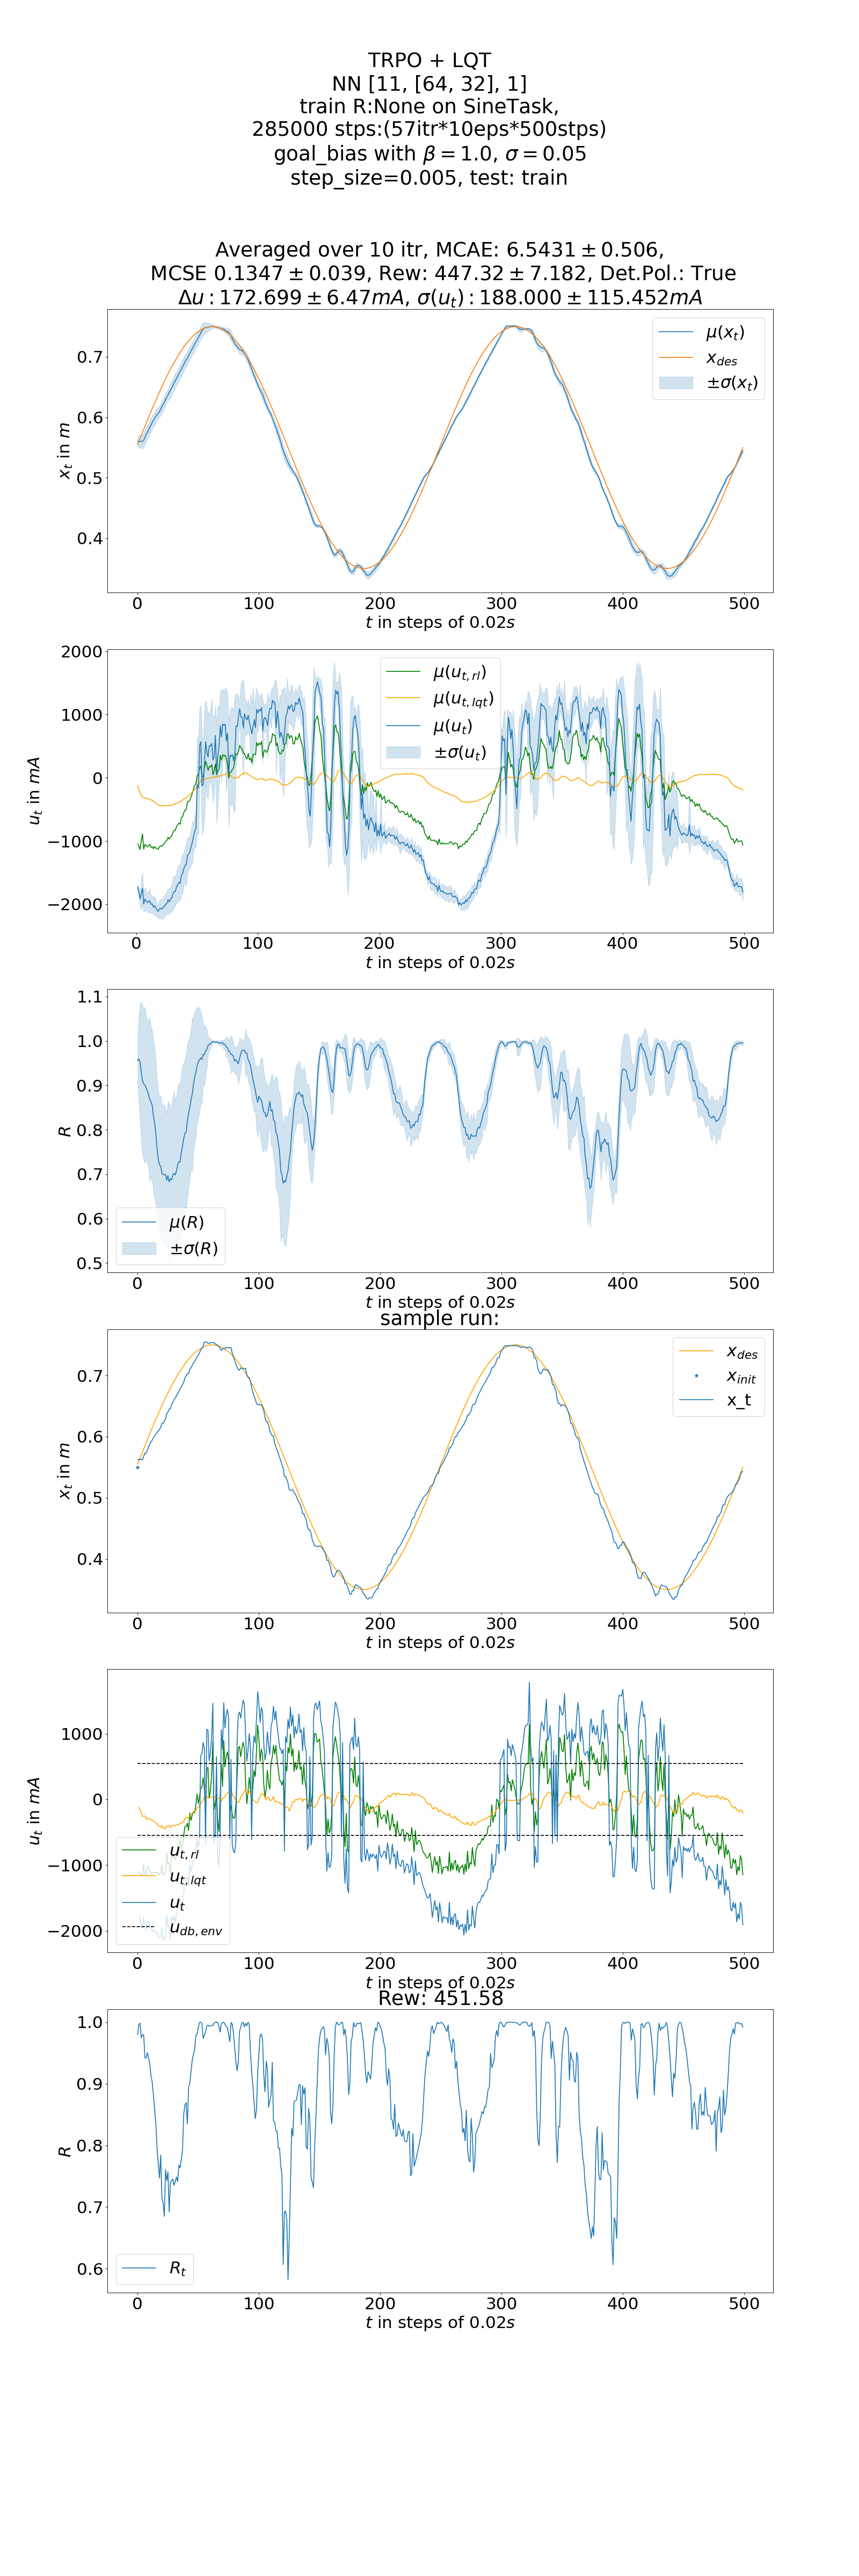 TRPO + LQT
NN [11, [64, 32], 1]
train R:None on SineTask,
285000 stps:(57itr*10eps*500stps)
goal_bias with β = 1.0, σ = 0.05
step_size=0.005, test: train
Averaged over 10 itr, MCAE: 6.5431 ± 0.506,
MCSE 0.1347 ± 0.039, Rew: 447.32 ± 7.182, Det.Pol.: True
Δu : 172.699 ± 6.47mA, σ(u_t) : 188.000 ± 115.452mA
μ(x_t)
x_des
±σ(x_t)
x_t in m
0.7
0.6
0.5
0.4
0 100 200 300 400 500
t in steps of 0.02s
μ(u_t,rl)
μ(u_t,lqt)
μ(u_t)
±σ(u_t)
u_t in mA
2000
1000
0
−1000
−2000
0 100 200 300 400 500
t in steps of 0.02s
R
1.1
1.0
0.9
0.8
0.7
0.6
0.5
μ(R)
±σ(R)
0 100 200 300 400 500
t in steps of 0.02s
sample run:
x_des
x_init
x_t
x_t in m
0.7
0.6
0.5
0.4
0 100 200 300 400 500
t in steps of 0.02s
u_t in mA
1000
0
−1000
−2000
u_t,rl
u_t,lqt
u_t
u_db,env
0 100 200 300 400 500
t in steps of 0.02s
Rew: 451.58
R
1.0
0.9
0.8
0.7
0.6
R_t
0 100 200 300 400 500
t in steps of 0.02s